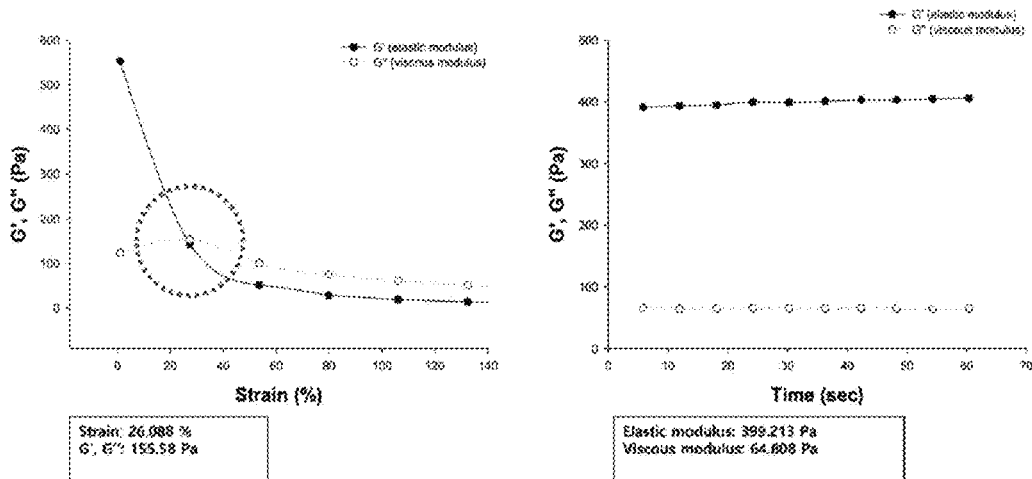 G' (elastic modulus)
G" (viscous modulus)
600
500
400
300
200
100
0
G', G" (Pa)
0 20 40 60 80 100 120 140
Strain (%)
Strain: 26.088 %
G', G": 155.58 Pa
G' (elastic modulus)
G" (viscous modulus)
500
400
300
200
100
0
G', G" (Pa)
0 10 20 30 40 50 60 70
Time (sec)
Elastic modulus: 399.213 Pa
Viscous modulus: 64.808 Pa